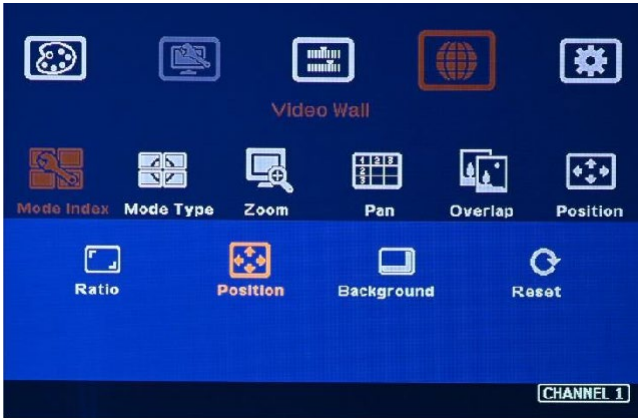 Video Wall
Mode Index Mode Type Zoom Pan Overlap Position
Ratio Position Background Reset
CHANNEL 1